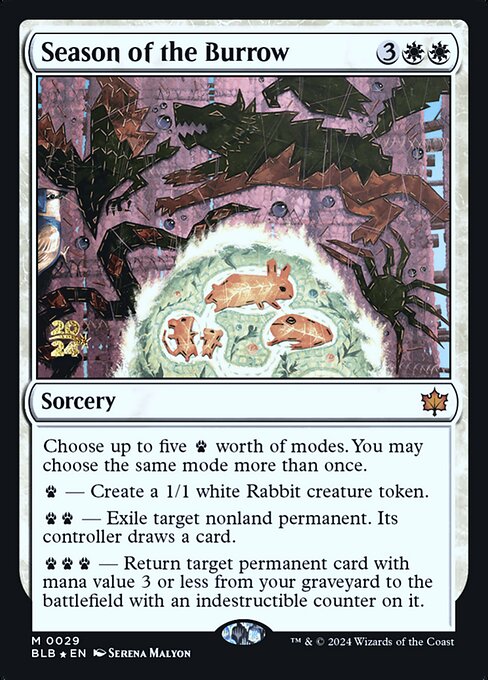 Season of the Burrow 3
Sorcery
Choose up to five worth of modes. You may
choose the same mode more than once.
— Create a 1/1 white Rabbit creature token.
— Exile target nonland permanent. Its
controller draws a card.
— Return target permanent card with
mana value 3 or less from your graveyard to the
battlefield with an indestructible counter on it.
M 0029
BLB ★ EN Serena Malyon
™ & © 2024 Wizards of the Coast